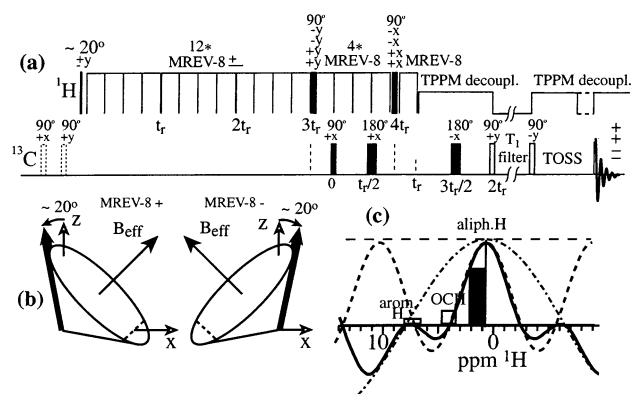 (a)
~ 20°
+y
12*
MREV-8 ±
90°
-y
-y
+y
+y
4*
MREV-8
90°
-x
-x
+x
+x
MREV-8
¹H
TPPM decoupl.
TPPM decoupl.
tr
2tr
3tr
4tr
¹³C
90°
+x
90°
+y
90°
+x
180°
+x
180°
-x
90°
+y
T₁
filter
90°
-y
TOSS
+
+
−
−
0
tr/2
tr
3tr/2
2tr
(b)
~ 20°
Z
MREV-8 +
Beff
x
MREV-8 -
Beff
~ 20°
Z
x
(c)
aliph.H
arom.
H
OCH
10
0
ppm ¹H